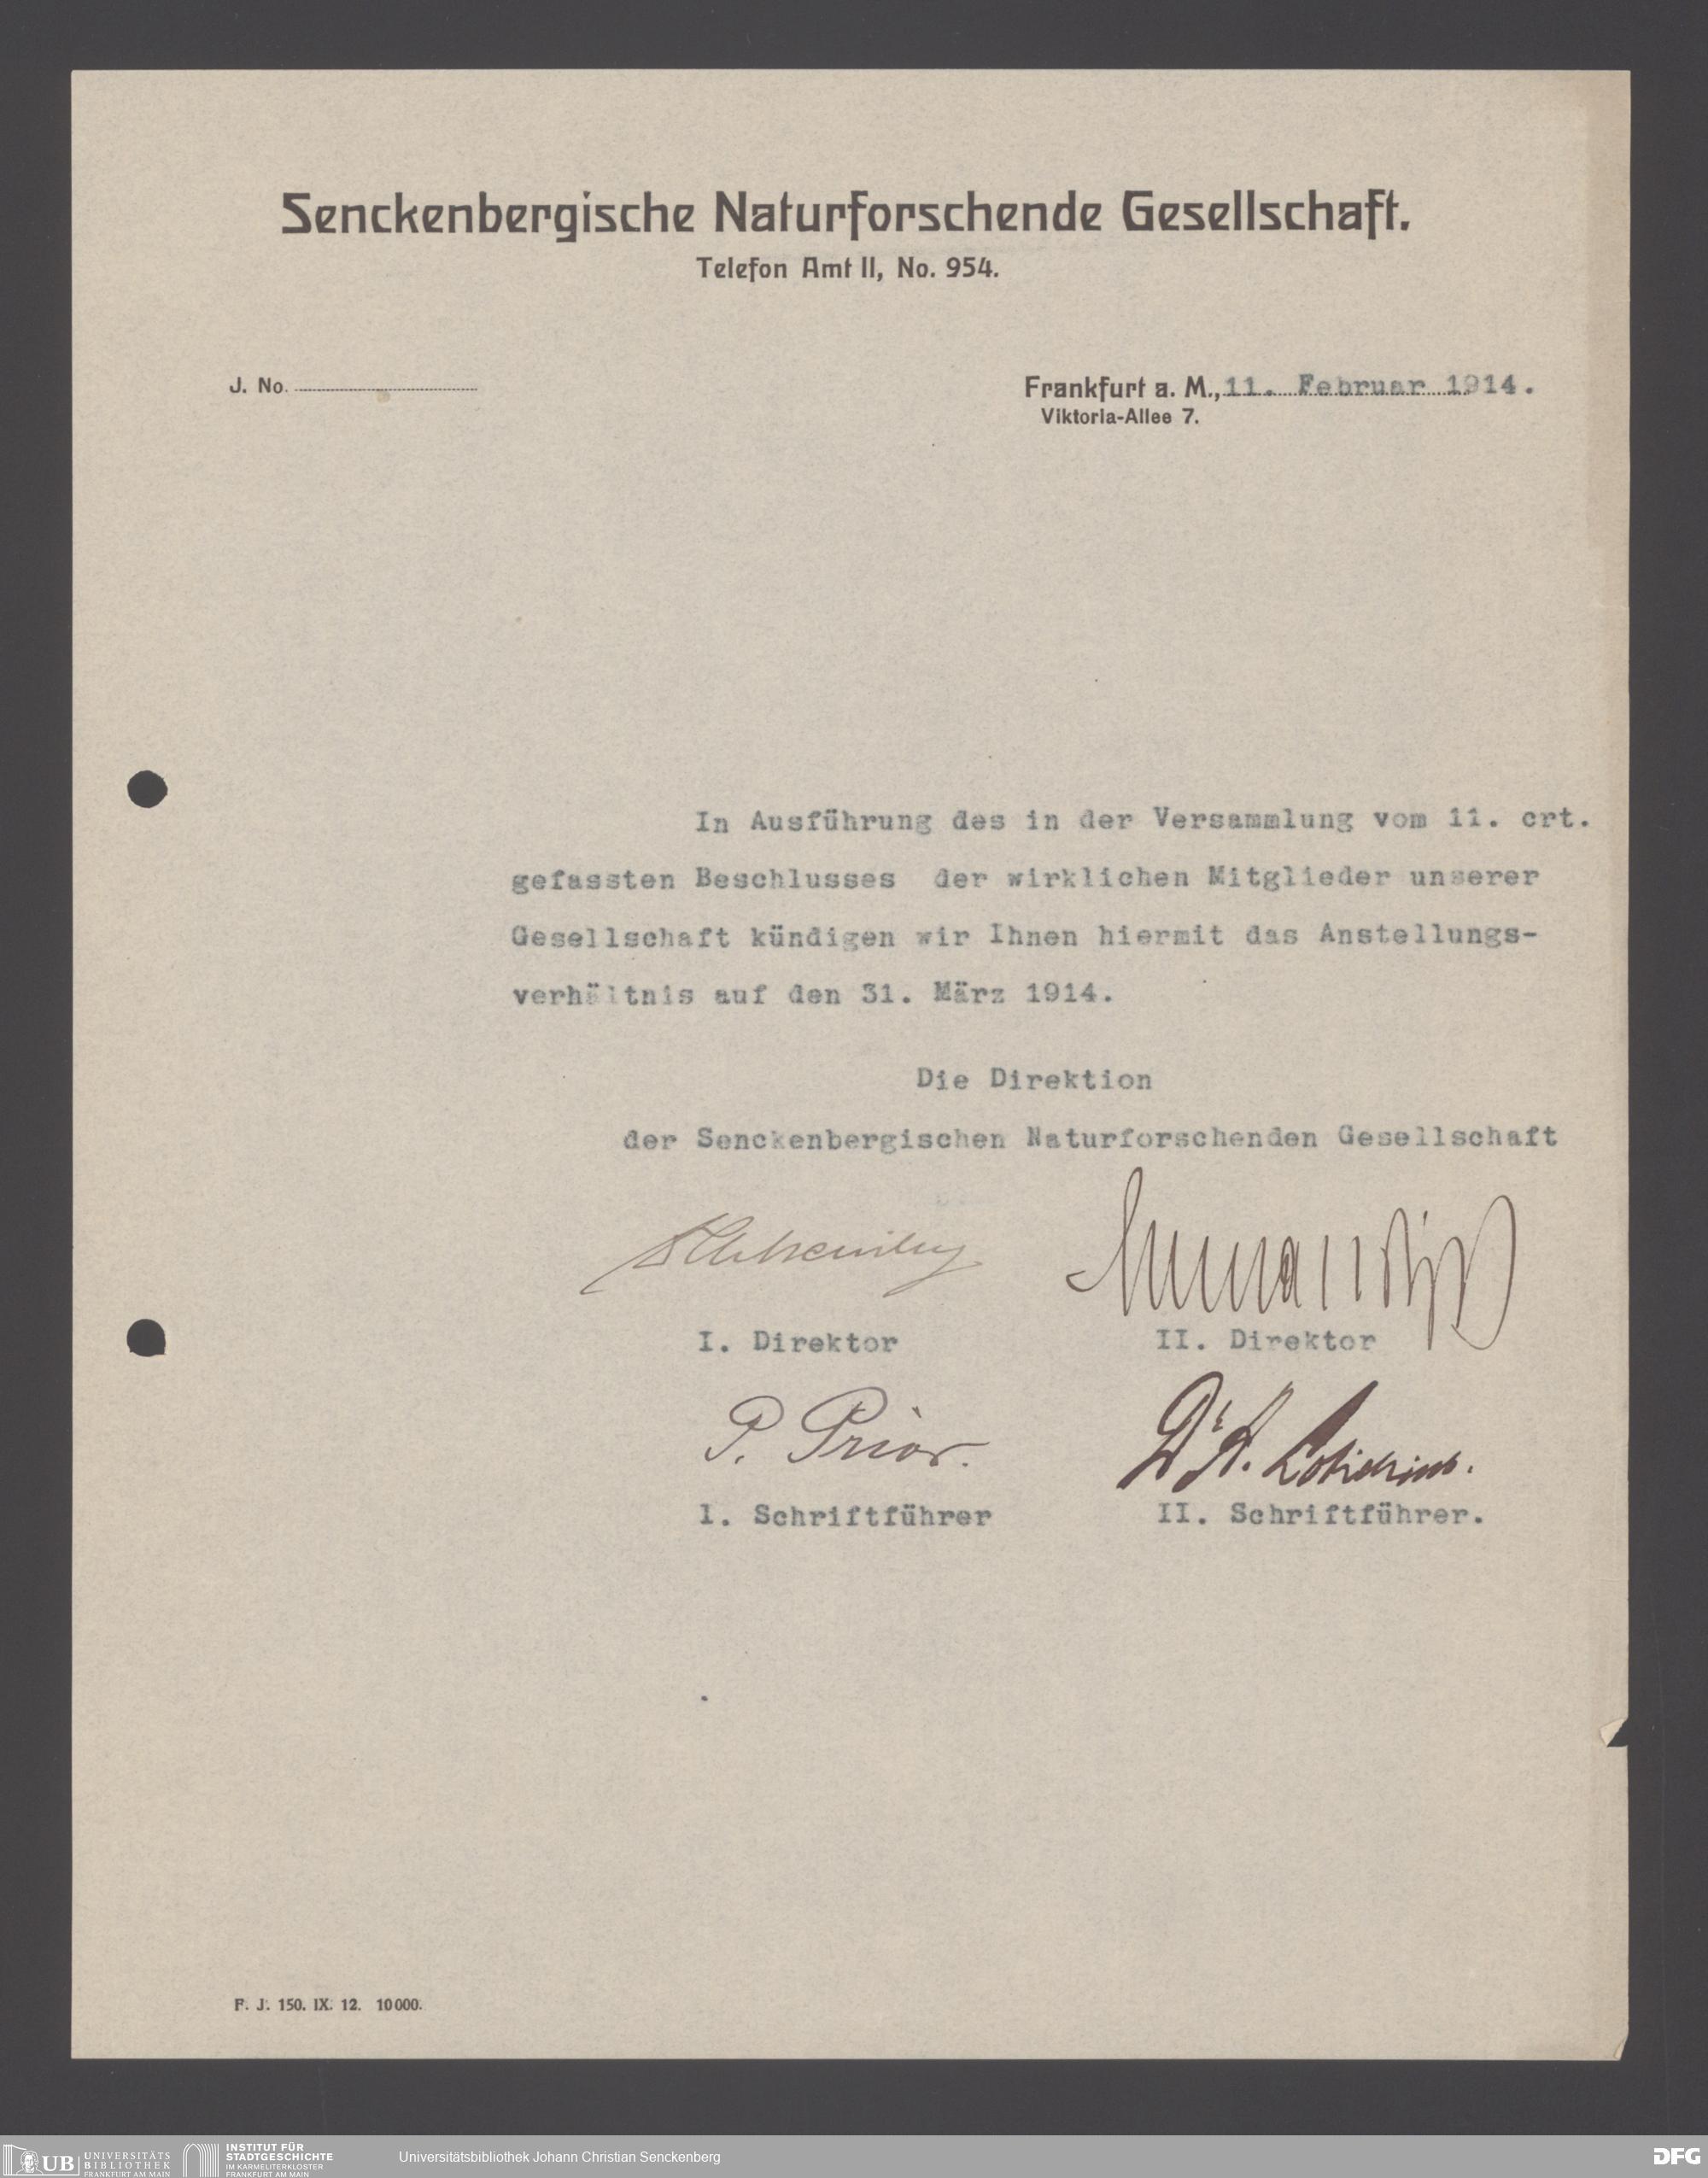 Senckenbergische Naturforschende Gesellschaft.
Telefon Amt II, No. 954.
J. No.
Frankfurt a. M., 11. Februar 1914.
Viktoria-Allee 7.
In Ausführung des in der Versammlung vom 11. crt.
gefassten Beschlusses der wirklichen Mitglieder unserer
Gesellschaft kündigen wir Ihnen hiermit das Anstellungs-
verhältnis auf den 31. März 1914.
Die Direktion
der Senckenbergischen Naturforschenden Gesellschaft
I. Direktor
II. Direktor
P. Prior.
Dr A.
1. Schriftführer
II. Schriftführer.
F. J. 150. IX. 12. 10000.
UB UNIVERSITÄTS
BIBLIOTHEK
FRANKFURT AM MAIN
INSTITUT FÜR
STADTGESCHICHTE
IM KARMELITERKLOSTER
FRANKFURT AM MAIN
Universitätsbibliothek Johann Christian Senckenberg
DFG